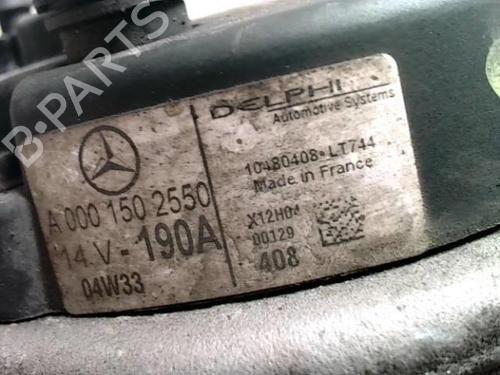 B-PARTS
DELPHI
Automotive Systems
10480408-LT744
Made in France
A 000 150 2550
X12H04
14.V-190A
00129
04W33
408